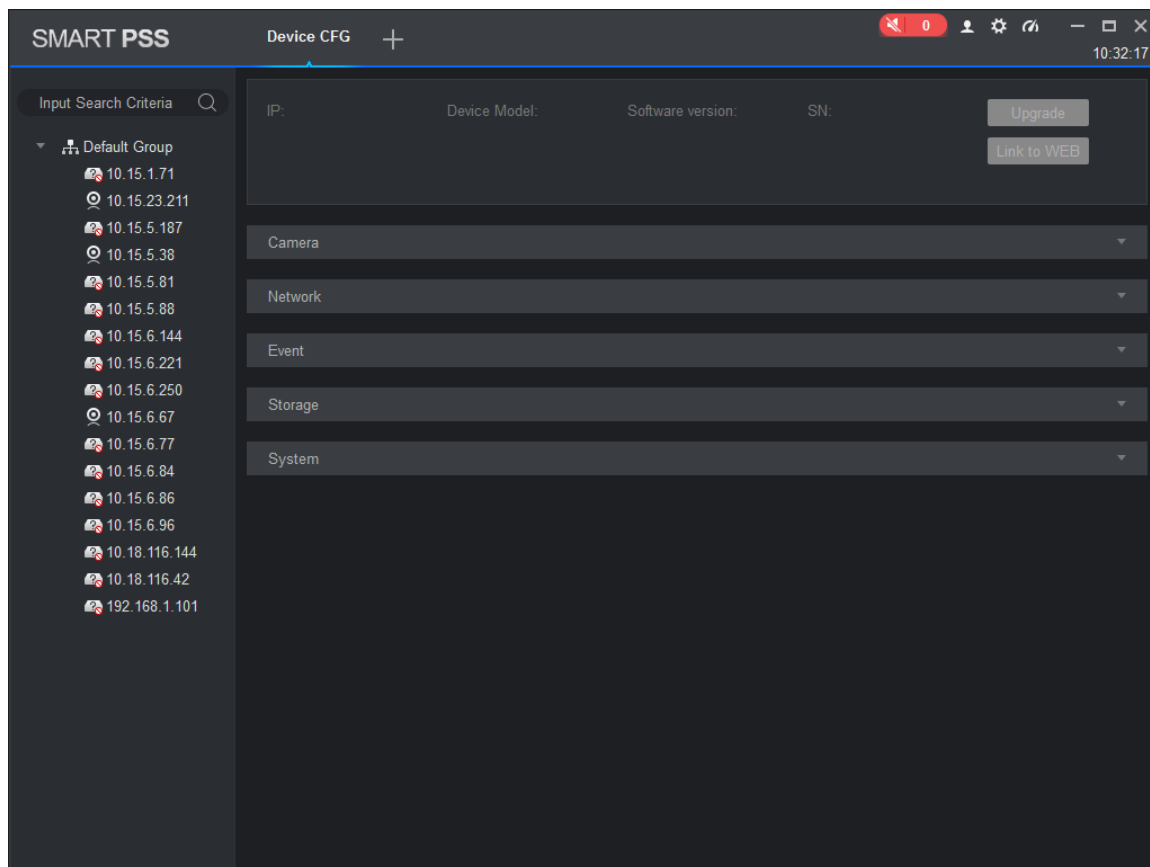 SMART PSS
Device CFG
0
10:32:17
Input Search Criteria
IP:
Device Model:
Software version:
SN:
Upgrade
Link to WEB
Default Group
10.15.1.71
10.15.23.211
10.15.5.187
10.15.5.38
10.15.5.81
10.15.5.88
10.15.6.144
10.15.6.221
10.15.6.250
10.15.6.67
10.15.6.77
10.15.6.84
10.15.6.86
10.15.6.96
10.18.116.144
10.18.116.42
192.168.1.101
Camera
Network
Event
Storage
System